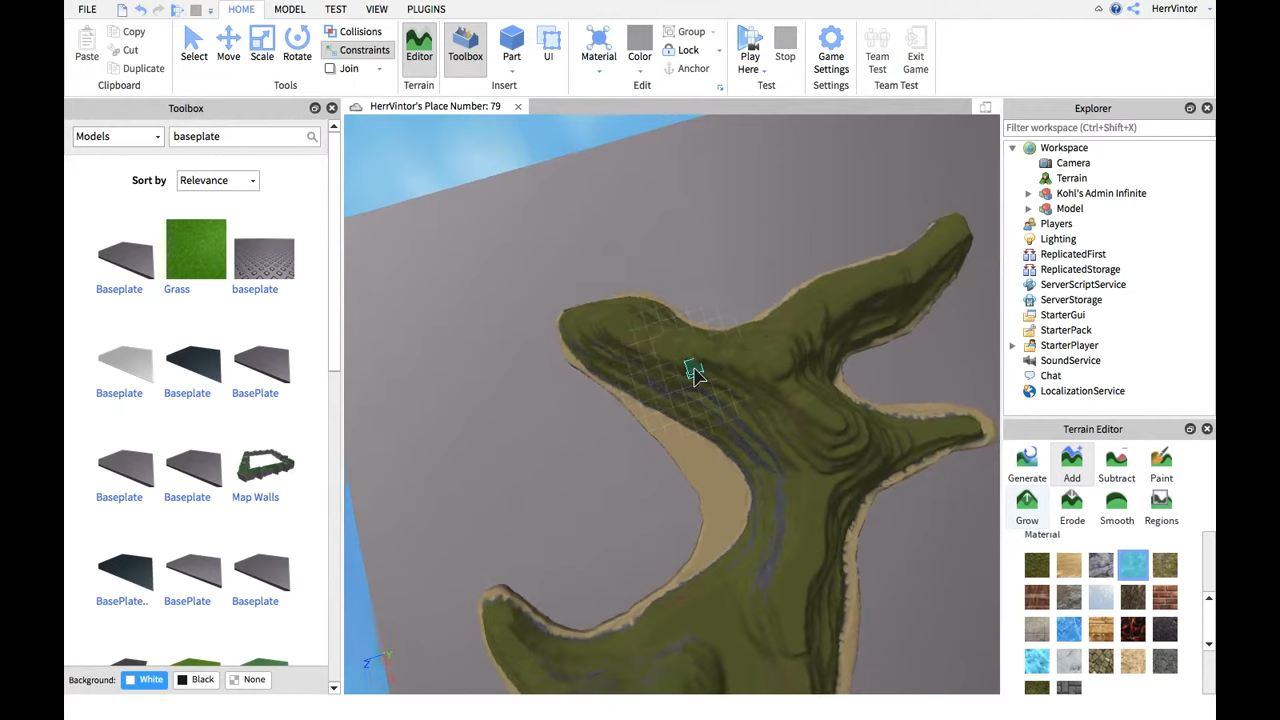 FILE HOME MODEL TEST VIEW PLUGINS HerrVintor
Paste Copy Cut Duplicate Clipboard
Select Move Scale Rotate Collisions Constraints Join Tools
Editor Terrain
Toolbox Part UI Insert
Material Color Group Lock Anchor Edit
Play Here Stop Test
Game Settings Settings
Team Test Exit Game Team Test
Toolbox
Models baseplate
Sort by Relevance
Baseplate Grass baseplate
Baseplate Baseplate BasePlate
Baseplate Baseplate Map Walls
BasePlate.. BasePlate Baseplate
Background: White Black None
HerrVintor's Place Number: 79
Z Y
Explorer
Filter workspace (Ctrl+Shift+X)
Workspace
Camera
Terrain
Kohl's Admin Infinite
Model
Players
Lighting
ReplicatedFirst
ReplicatedStorage
ServerScriptService
ServerStorage
StarterGui
StarterPack
StarterPlayer
SoundService
Chat
LocalizationService
Terrain Editor
Generate Add Subtract Paint
Grow Erode Smooth Regions
Material